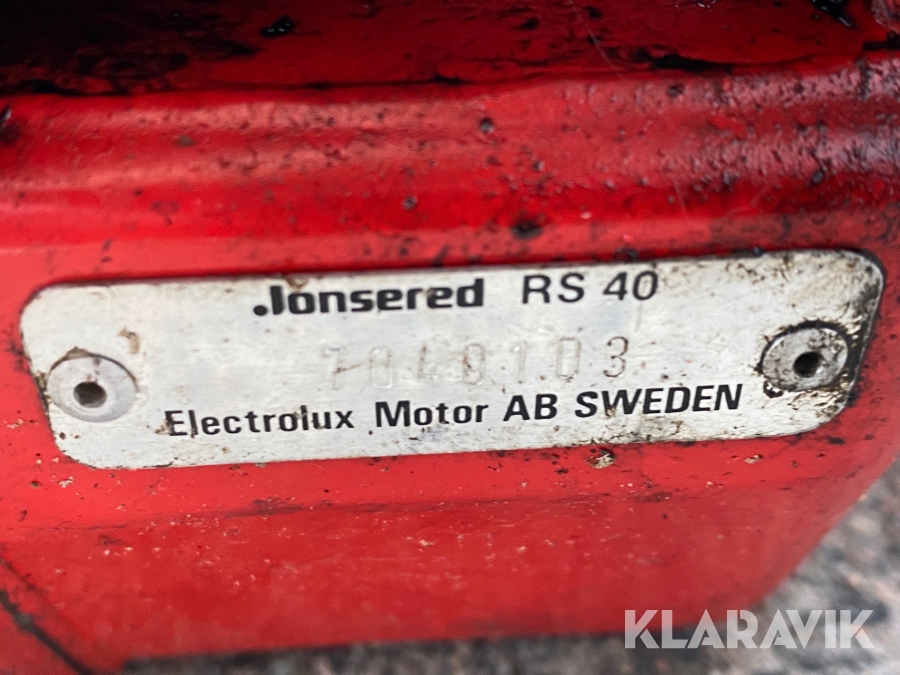 Jonsered RS 40
7040103
Electrolux Motor AB SWEDEN
KLARAVIK